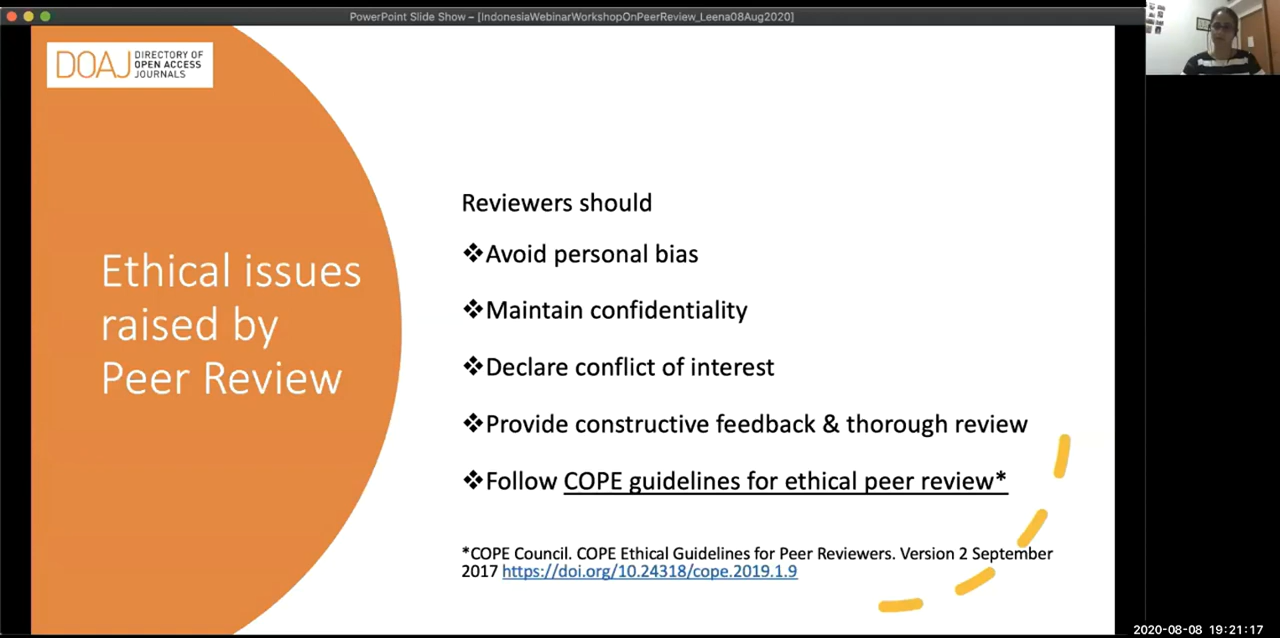 PowerPoint Slide Show – [IndonesiaWebinarWorkshopOnPeerReview_Leena08Aug2020]
DOAJ
DIRECTORY OF
OPEN ACCESS
JOURNALS
Ethical issues
raised by
Peer Review
Reviewers should
❖Avoid personal bias
❖Maintain confidentiality
❖Declare conflict of interest
❖Provide constructive feedback & thorough review
❖Follow COPE guidelines for ethical peer review*
*COPE Council. COPE Ethical Guidelines for Peer Reviewers. Version 2 September
2017 https://doi.org/10.24318/cope.2019.1.9
2020-08-08 19:21:17